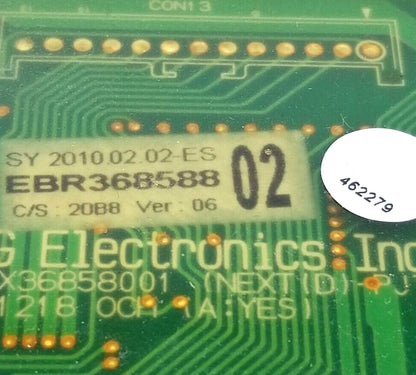 CON13
SY 2010.02.02-ES
EBR368588 02
C/S : 20B8 Ver : 06
462279
G Electronics Inc
X36858001 (NEXT(D)-PJ
1218 OCH (A:YES)